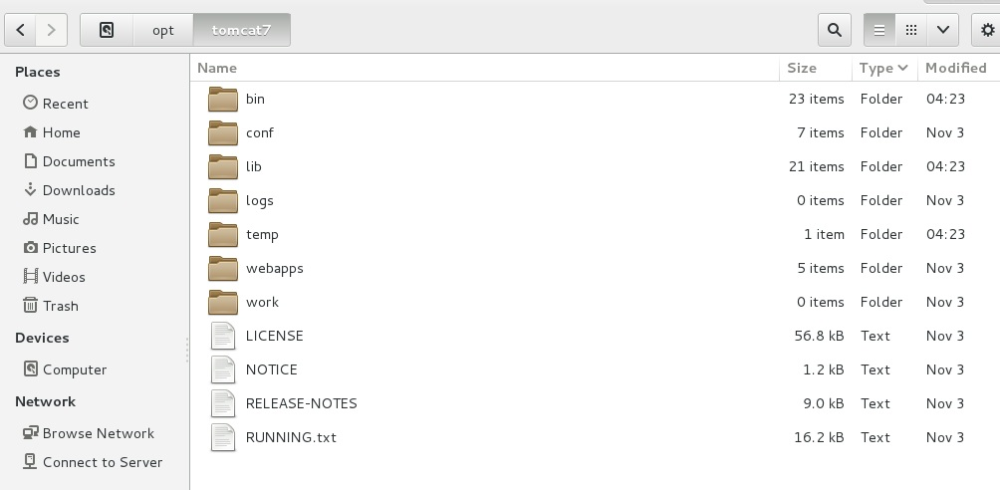 opt tomcat7
Places
Recent
Home
Documents
Downloads
Music
Pictures
Videos
Trash
Devices
Computer
Network
Browse Network
Connect to Server
Name Size Type Modified
bin 23 items Folder 04:23
conf 7 items Folder Nov 3
lib 21 items Folder 04:23
logs 0 items Folder Nov 3
temp 1 item Folder 04:23
webapps 5 items Folder Nov 3
work 0 items Folder Nov 3
LICENSE 56.8 kB Text Nov 3
NOTICE 1.2 kB Text Nov 3
RELEASE-NOTES 9.0 kB Text Nov 3
RUNNING.txt 16.2 kB Text Nov 3